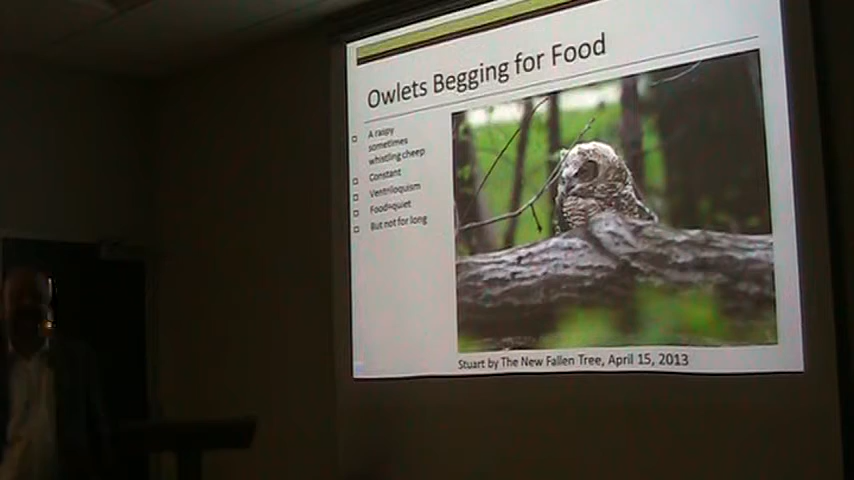 Owlets Begging for Food
A raspy
sometimes
whistling cheep
Constant
Ventriloquism
Food=quiet
But not for long
Stuart by The New Fallen Tree, April 15, 2013